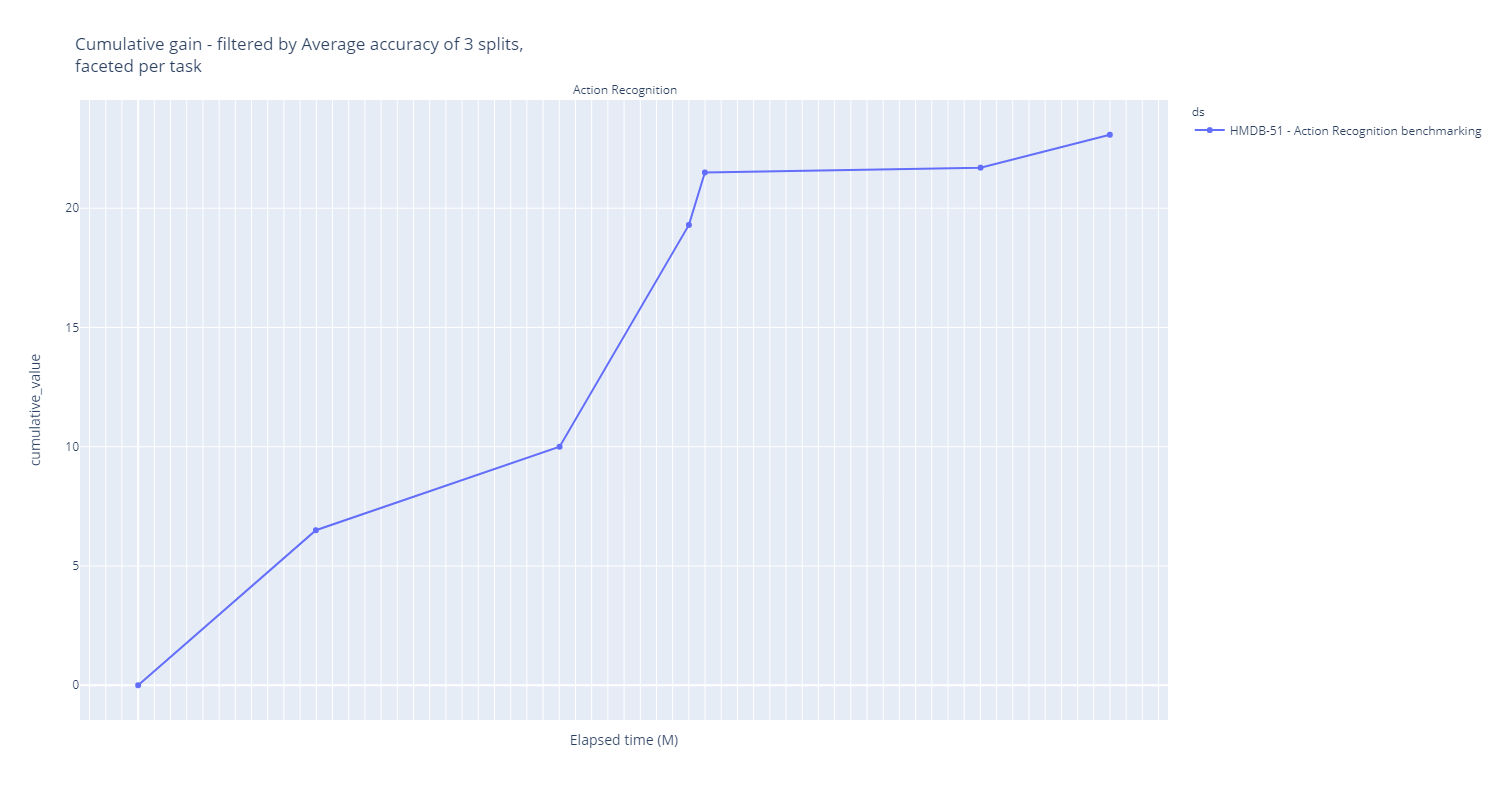 Cumulative gain - filtered by Average accuracy of 3 splits,
faceted per task
Action Recognition
ds
HMDB-51 - Action Recognition benchmarking
20
15
10
5
0
cumulative_value
Elapsed time (M)